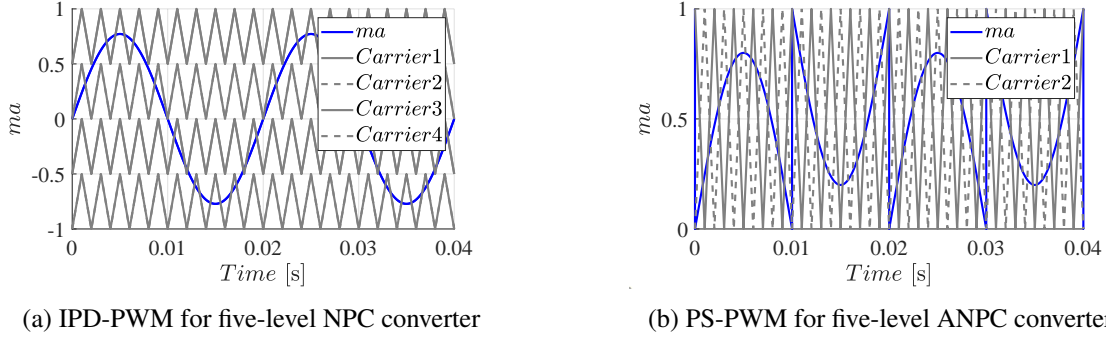 1
0.5
0
-0.5
-1
ma
ma
Carrier1
Carrier2
Carrier3
Carrier4
0 0.01 0.02 0.03 0.04
Time [s]
(a) IPD-PWM for five-level NPC converter
1
0.5
0
ma
ma
Carrier1
Carrier2
0 0.01 0.02 0.03 0.04
Time [s]
(b) PS-PWM for five-level ANPC converter